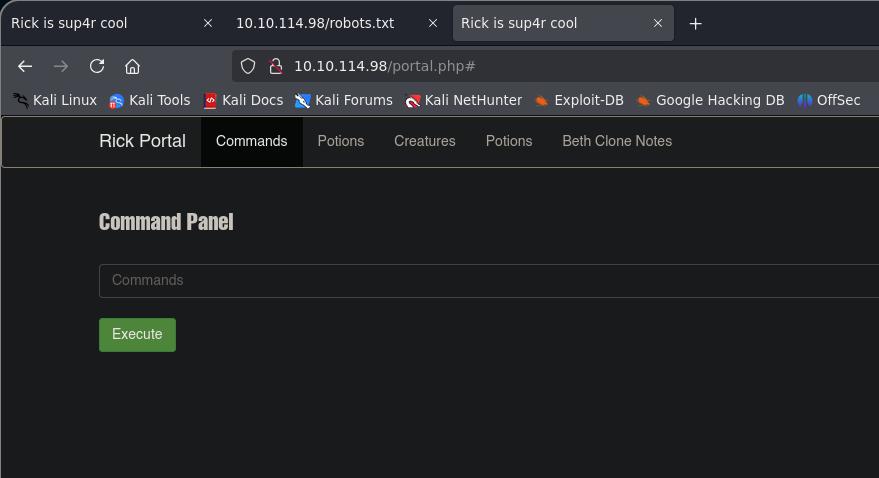 Rick is sup4r cool 10.10.114.98/robots.txt Rick is sup4r cool
10.10.114.98/portal.php#
Kali Linux Kali Tools Kali Docs Kali Forums Kali NetHunter Exploit-DB Google Hacking DB OffSec
Rick Portal Commands Potions Creatures Potions Beth Clone Notes
Command Panel
Commands
Execute